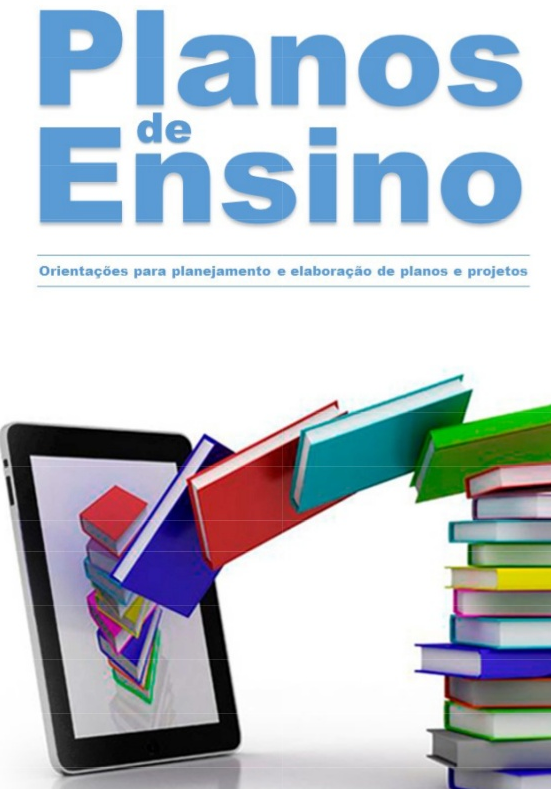 Planos
de
Ensino
Orientações para planejamento e elaboração de planos e projetos